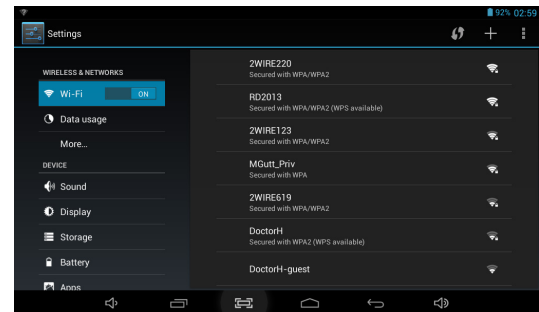 92% 02:59
Settings
WIRELESS & NETWORKS
Wi-Fi ON
Data usage
More...
DEVICE
Sound
Display
Storage
Battery
Apps
2WIRE220
Secured with WPA/WPA2
RD2013
Secured with WPA/WPA2 (WPS available)
2WIRE123
Secured with WPA/WPA2
MGutt_Priv
Secured with WPA
2WIRE619
Secured with WPA/WPA2
DoctorH
Secured with WPA2 (WPS available)
DoctorH-guest